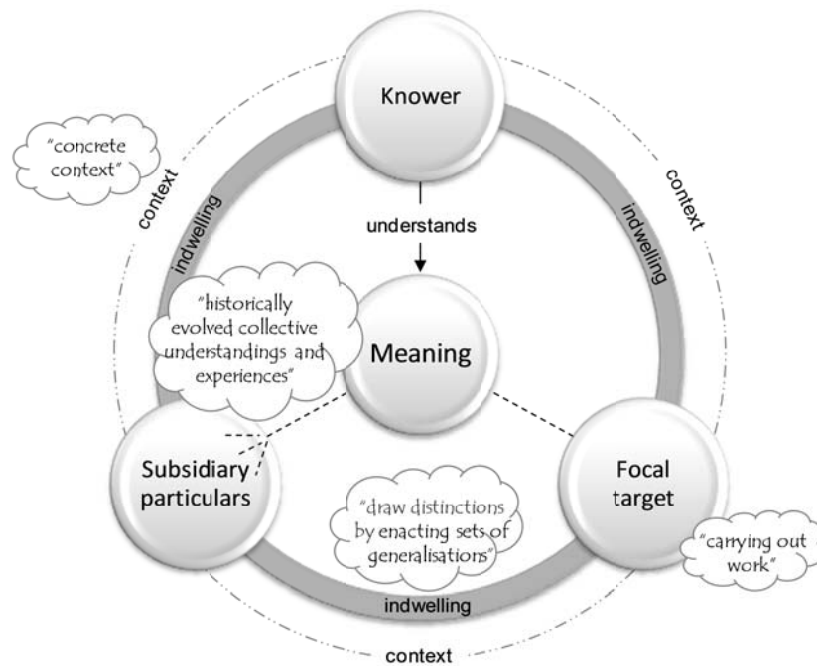 Knower
"concrete
context"
context
context
indwelling
indwelling
understands
"historically
evolved collective
understandings and
experiences"
Meaning
Subsidiary
particulars
Focal
target
"draw distinctions
by enacting sets of
generalisations"
"carrying out
work"
indwelling
context